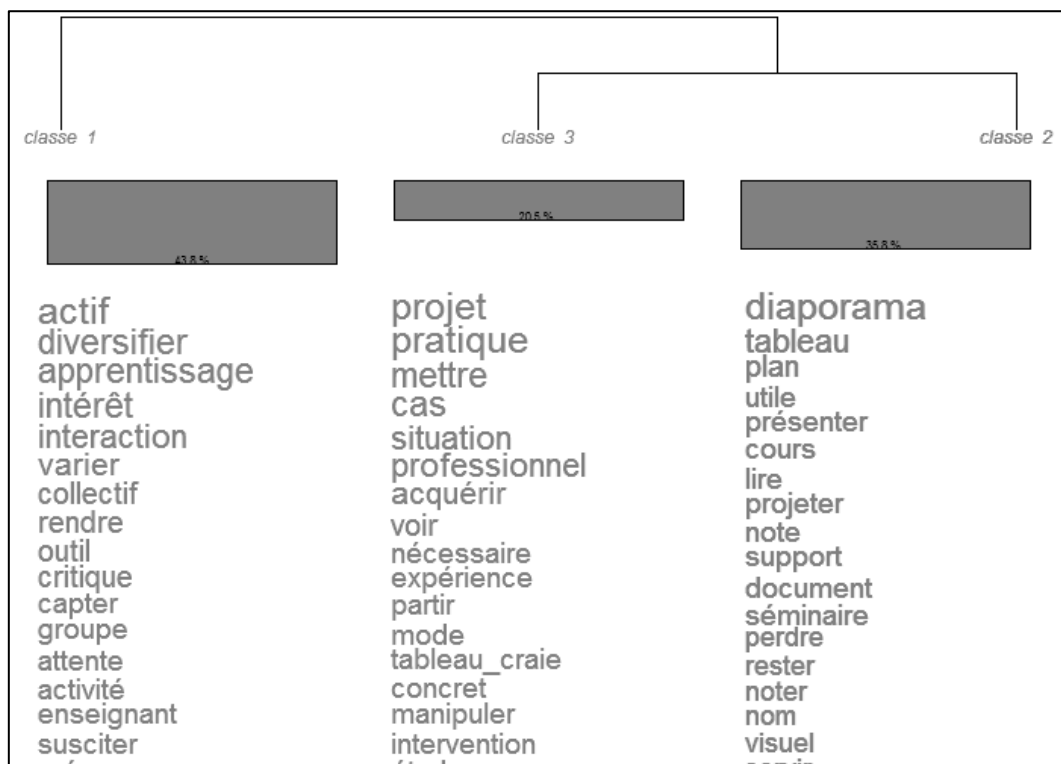 classe 1
classe 3
classe 2
43.8 %
20.5 %
35.8 %
actif
diversifier
apprentissage
intérêt
interaction
varier
collectif
rendre
outil
critique
capter
groupe
attente
activité
enseignant
susciter
projet
pratique
mettre
cas
situation
professionnel
acquérir
voir
nécessaire
expérience
partir
mode
tableau_craie
concret
manipuler
intervention
diaporama
tableau
plan
utile
présenter
cours
lire
projeter
note
support
document
séminaire
perdre
rester
noter
nom
visuel